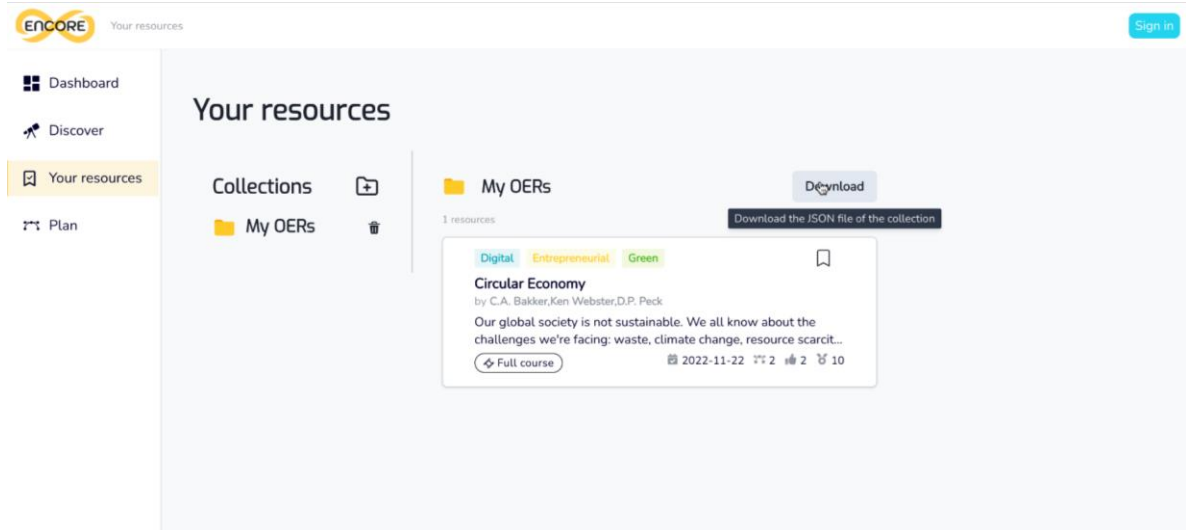 ENCORE
Your resources
Sign in
Dashboard
Discover
Your resources
Plan
Your resources
Collections
My OERs
My OERs
Download
Download the JSON file of the collection
1 resources
Digital Entrepreneurial Green
Circular Economy
by C.A. Bakker,Ken Webster,D.P. Peck
Our global society is not sustainable. We all know about the
challenges we're facing: waste, climate change, resource scarcit...
Full course
2022-11-22 2 2 10